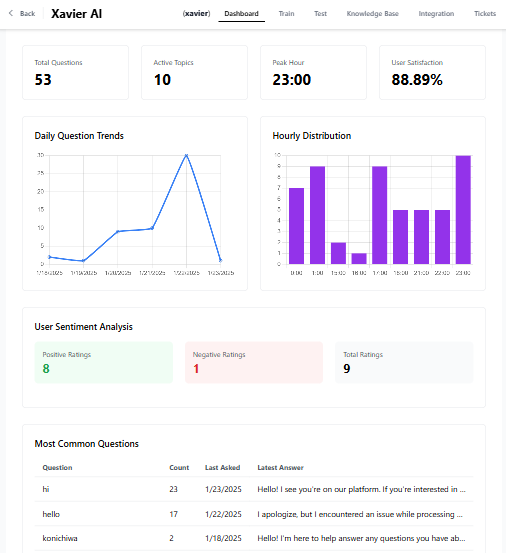 Back Xavier AI (xavier) Dashboard Train Test Knowledge Base Integration Tickets
Total Questions Active Topics Peak Hour User Satisfaction
53 10 23:00 88.89%
Daily Question Trends
30
25
20
15
10
5
0
1/18/2025 1/19/2025 1/20/2025 1/21/2025 1/22/2025 1/23/2025
Hourly Distribution
10
9
8
7
6
5
4
3
2
1
0
0:00 1:00 15:00 16:00 17:00 18:00 21:00 22:00 23:00
User Sentiment Analysis
Positive Ratings Negative Ratings Total Ratings
8 1 9
Most Common Questions
Question Count Last Asked Latest Answer
hi 23 1/23/2025 Hello! I see you're on our platform. If you're interested in ...
hello 17 1/22/2025 I apologize, but I encountered an issue while processing ...
konichiwa 2 1/18/2025 Hello! I'm here to help answer any questions you have ab...